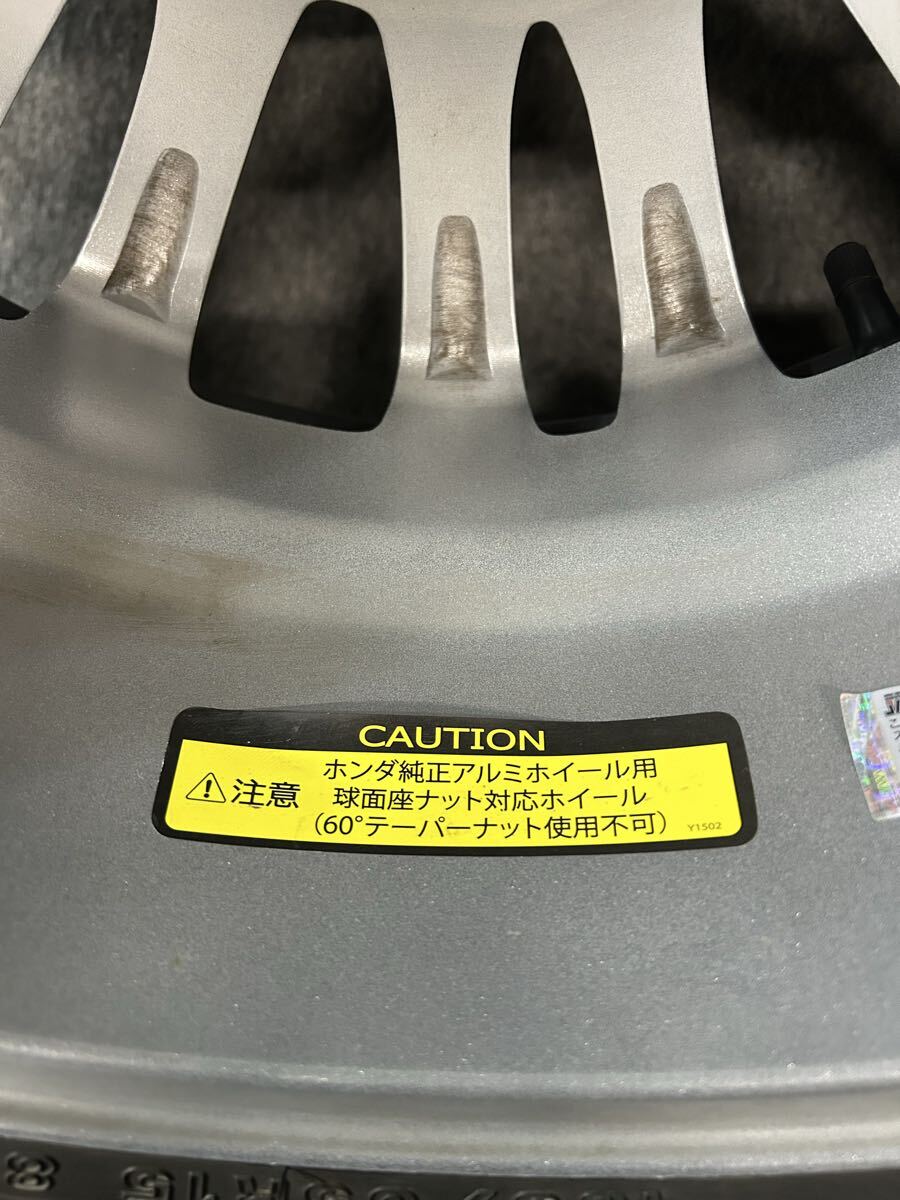 CAUTION
ホンダ純正アルミホイール用
注意 球面座ナット対応ホイール
（60°テーパーナット使用不可）
Y1502